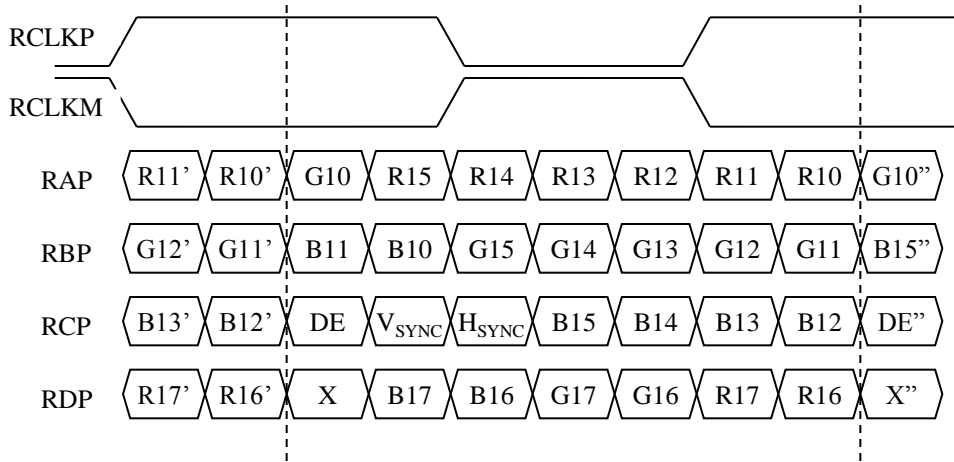 RCLKP
RCLKM
RAP R11’ R10’ G10 R15 R14 R13 R12 R11 R10 G10”
RBP G12’ G11’ B11 B10 G15 G14 G13 G12 G11 B15”
RCP B13’ B12’ DE VSYNC HSYNC B15 B14 B13 B12 DE”
RDP R17’ R16’ X B17 B16 G17 G16 R17 R16 X”